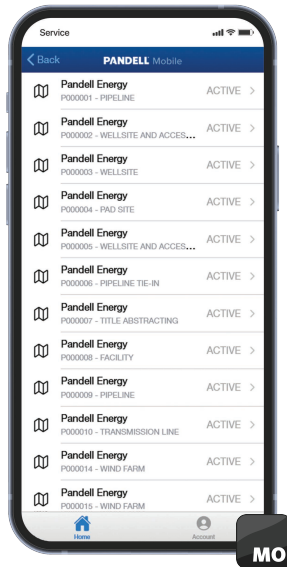 Service
Back
PANDELL Mobile
Pandell Energy
P000001 - PIPELINE
ACTIVE
Pandell Energy
P000002 - WELLSITE AND ACCES...
ACTIVE
Pandell Energy
P000003 - WELLSITE
ACTIVE
Pandell Energy
P000004 - PAD SITE
ACTIVE
Pandell Energy
P000005 - WELLSITE AND ACCES...
ACTIVE
Pandell Energy
P000006 - PIPELINE TIE-IN
ACTIVE
Pandell Energy
P000007 - TITLE ABSTRACTING
ACTIVE
Pandell Energy
P000008 - FACILITY
ACTIVE
Pandell Energy
P000009 - PIPELINE
ACTIVE
Pandell Energy
P000010 - TRANSMISSION LINE
ACTIVE
Pandell Energy
P000014 - WIND FARM
ACTIVE
Pandell Energy
P000015 - WIND FARM
ACTIVE
Home
Account
MO